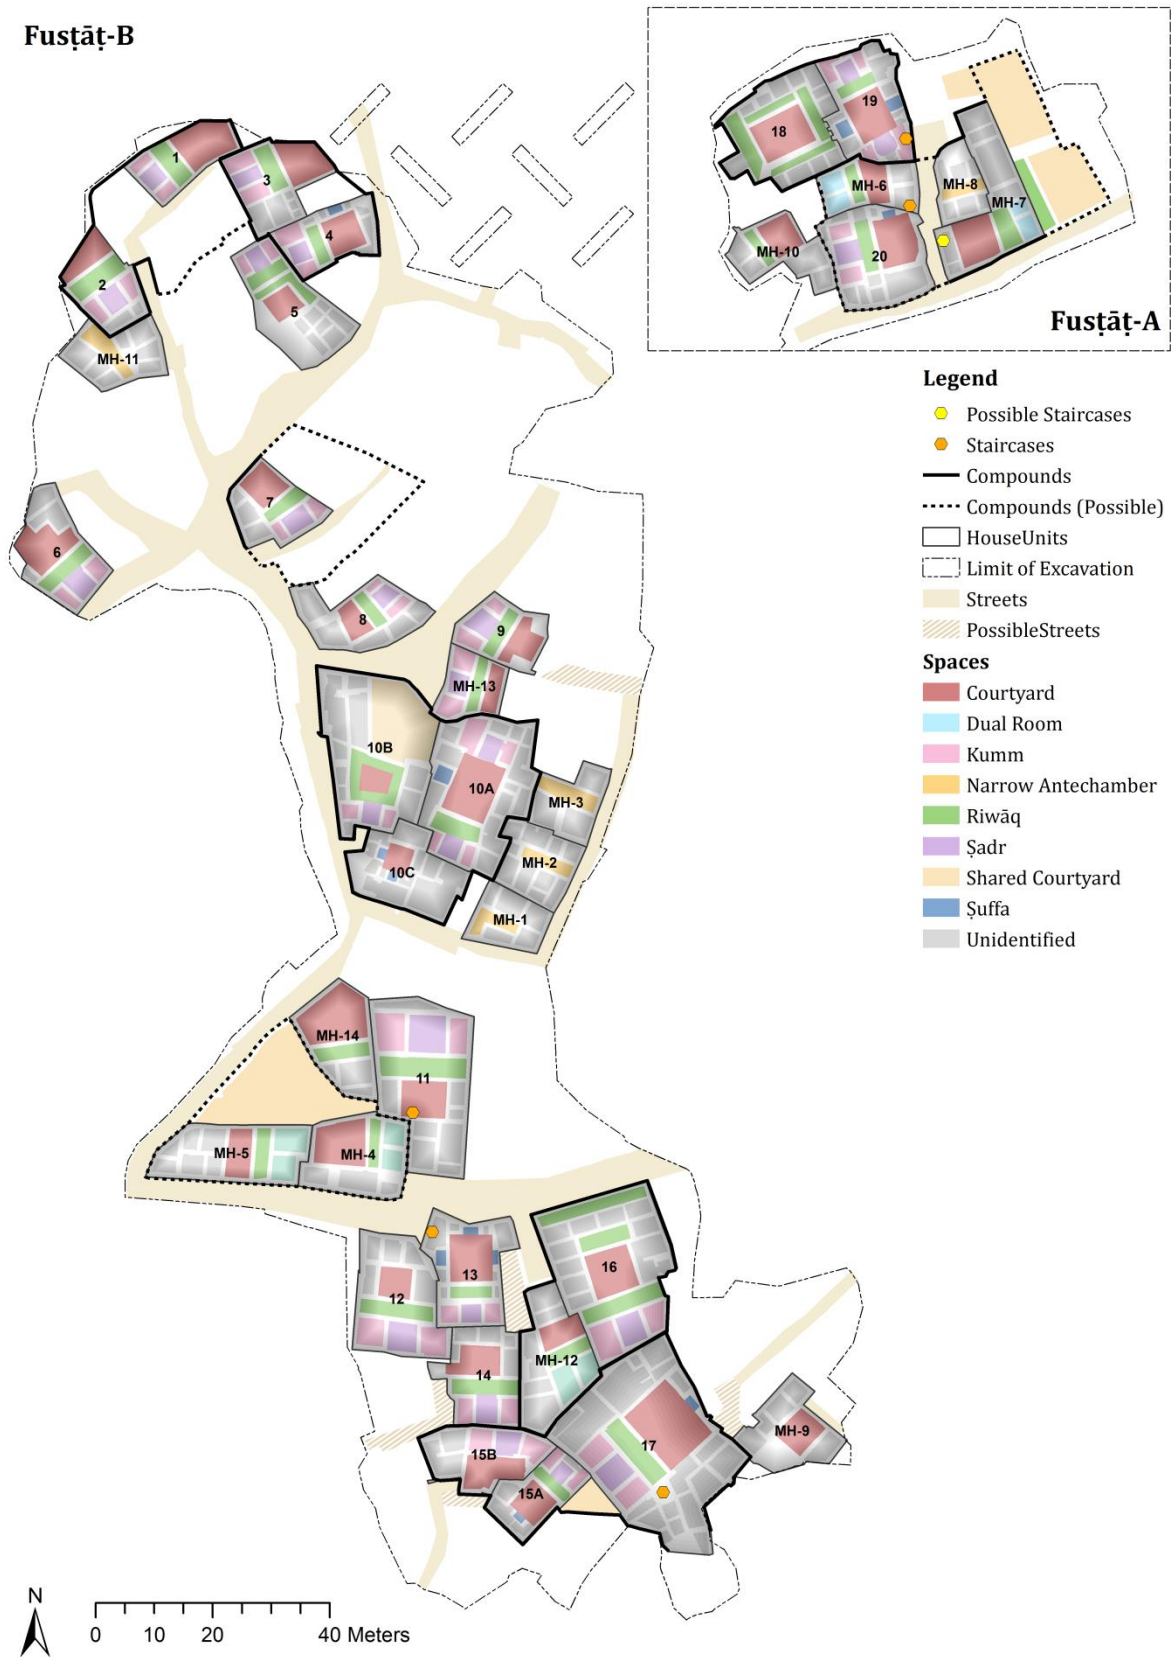 Fusṭāṭ-B
1
3
4
2
5
MH-11
7
6
8
9
MH-13
10B
10A
MH-3
MH-2
10C
MH-1
MH-14
11
MH-5
MH-4
16
13
12
MH-12
14
17
MH-9
15B
15A
N
0 10 20 40 Meters
19
18
MH-6
MH-8
MH-7
MH-10
20
Fusṭāṭ-A
Legend
Possible Staircases
Staircases
Compounds
Compounds (Possible)
HouseUnits
Limit of Excavation
Streets
PossibleStreets
Spaces
Courtyard
Dual Room
Kumm
Narrow Antechamber
Riwāq
Ṣadr
Shared Courtyard
Ṣuffa
Unidentified